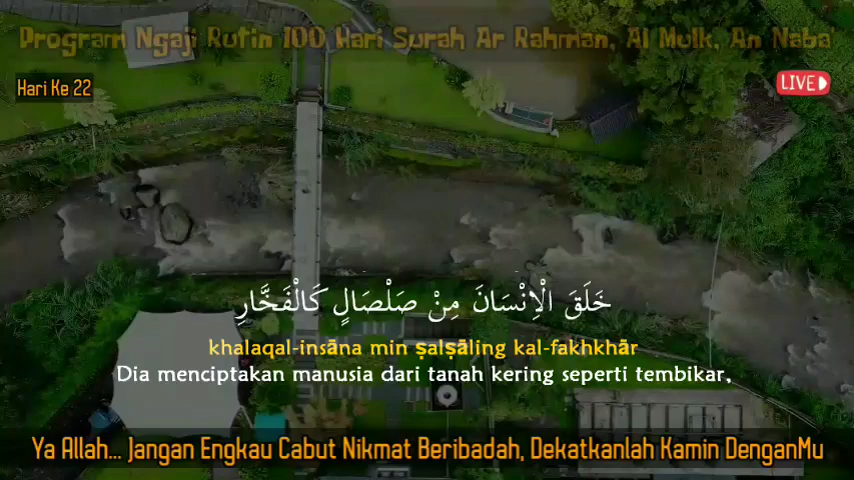 Program Ngaji Rutin 100 Hari Surah Ar Rahman, Al Mulk, An Naba'
Hari Ke 22
LIVE
خَلَقَ الْاِنْسَانَ مِنْ صَلْصَالٍ كَالْفَخَّارِ
khalaqal-insāna min ṣalṣāling kal-fakhkhār
Dia menciptakan manusia dari tanah kering seperti tembikar,
Ya Allah... Jangan Engkau Cabut Nikmat Beribadah, Dekatkanlah Kamin DenganMu